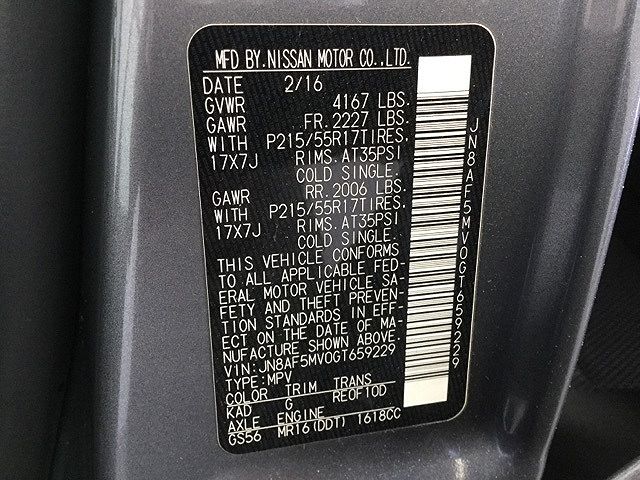 MFD BY.NISSAN MOTOR CO.,LTD.
DATE 2/16
GVWR 4167 LBS.
GAWR FR. 2227 LBS.
WITH P215/55R17TIRES.
17X7J RIMS. AT35PSI
COLD SINGLE.
GAWR RR. 2006 LBS.
WITH P215/55R17TIRES.
17X7J RIMS. AT35PSI
COLD SINGLE.
THIS VEHICLE CONFORMS
TO ALL APPLICABLE FED-
ERAL MOTOR VEHICLE SA-
FETY AND THEFT PREVEN-
TION STANDARDS IN EFF-
ECT ON THE DATE OF MA-
NUFACTURE SHOWN ABOVE.
VIN:JN8AF5MV0GT659229
TYPE:MPV
COLOR TRIM TRANS
KAD G RE0F10D
AXLE ENGINE
GS56 MR16(DDT) 1618CC
JN8AF5MV0GT659229